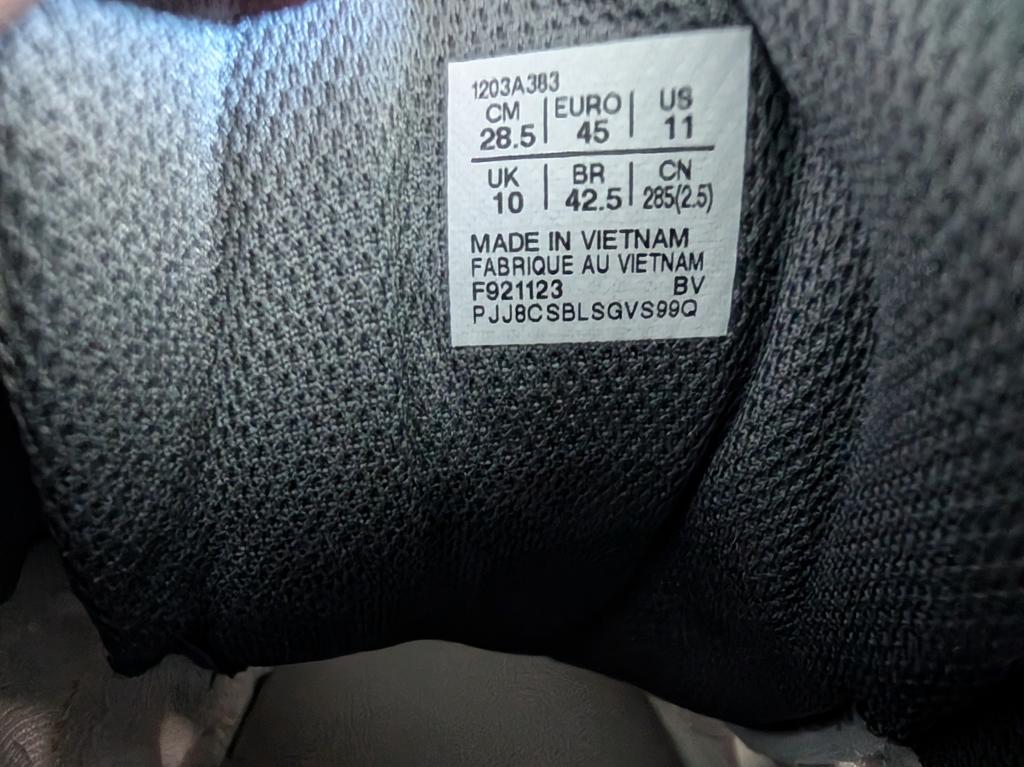 1203A383
CM | EURO | US
28.5 | 45 | 11
UK | BR | CN
10 | 42.5 | 285(2.5)
MADE IN VIETNAM
FABRIQUE AU VIETNAM
F921123 BV
PJJ8CSBLSGVS99Q